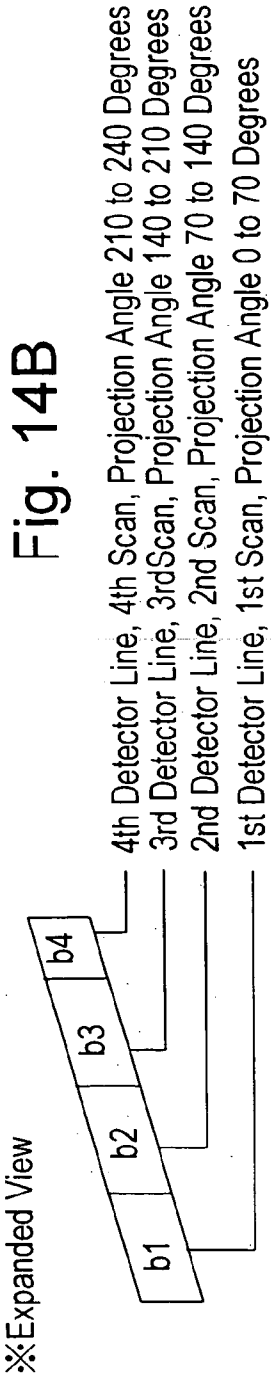 ※Expanded View
Fig. 14B
b1
b2
b3
b4
4th Detector Line, 4th Scan, Projection Angle 210 to 240 Degrees
3rd Detector Line, 3rdScan, Projection Angle 140 to 210 Degrees
2nd Detector Line, 2nd Scan, Projection Angle 70 to 140 Degrees
1st Detector Line, 1st Scan, Projection Angle 0 to 70 Degrees